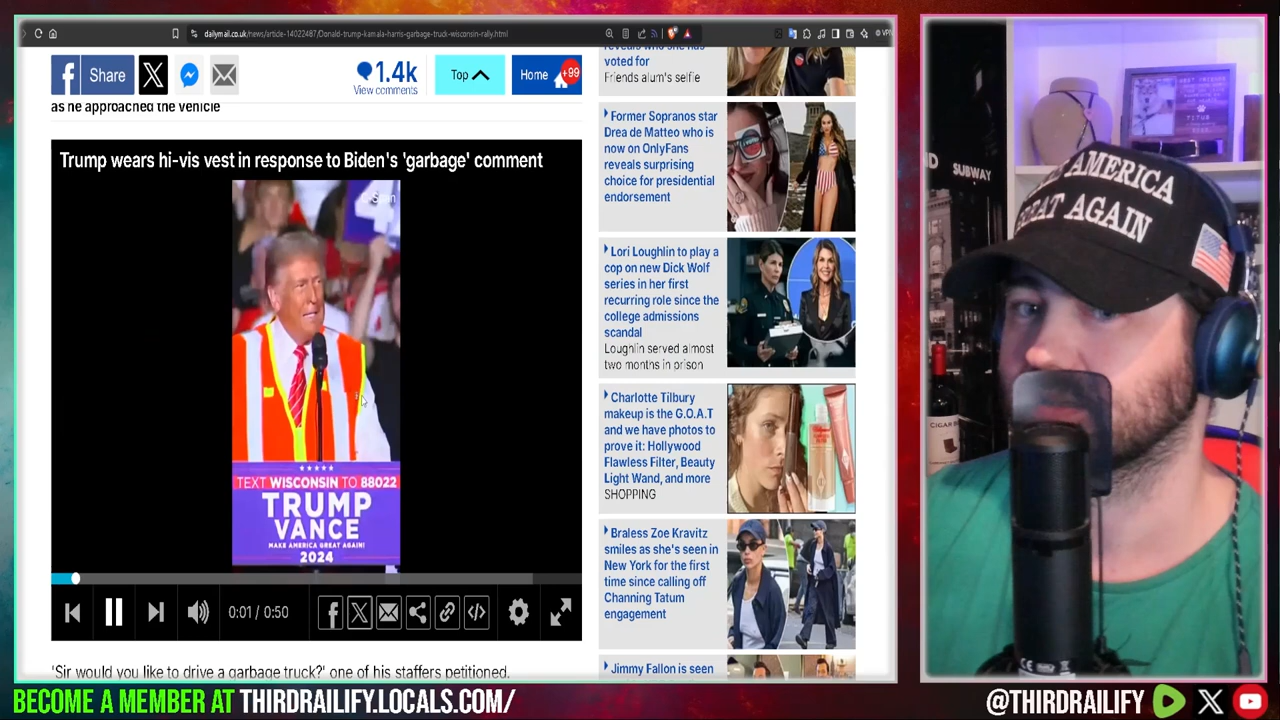 dailymail.co.uk/news/article-14022487/Donald-trump-kamala-harris-garbage-truck-wisconsin-rally.html
Share
1.4k
View comments
Top
Home
+99
as he approached the vehicle
Trump wears hi-vis vest in response to Biden's 'garbage' comment
TEXT WISCONSIN TO 88022
TRUMP
VANCE
MAKE AMERICA GREAT AGAIN!
2024
0:01 / 0:50
'Sir would you like to drive a garbage truck?' one of his staffers petitioned.
reveals who she has
voted for
Friends alum's selfie
Former Sopranos star
Drea de Matteo who is
now on OnlyFans
reveals surprising
choice for presidential
endorsement
Lori Loughlin to play a
cop on new Dick Wolf
series in her first
recurring role since the
college admissions
scandal
Loughlin served almost
two months in prison
Charlotte Tilbury
makeup is the G.O.A.T
and we have photos to
prove it: Hollywood
Flawless Filter, Beauty
Light Wand, and more
SHOPPING
Braless Zoe Kravitz
smiles as she's seen in
New York for the first
time since calling off
Channing Tatum
engagement
Jimmy Fallon is seen
SUBWAY
AMERICA
GREAT AGAIN
CIGAR
BECOME A MEMBER AT THIRDRAILIFY.LOCALS.COM/
@THIRDRAILIFY